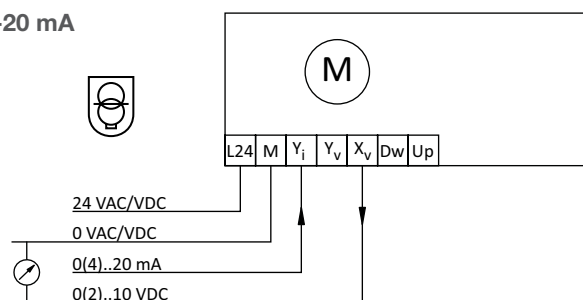 -20 mA
M
L24 M Yi Yv Xv Dw Up
24 VAC/VDC
0 VAC/VDC
0(4)..20 mA
0(2)..10 VDC